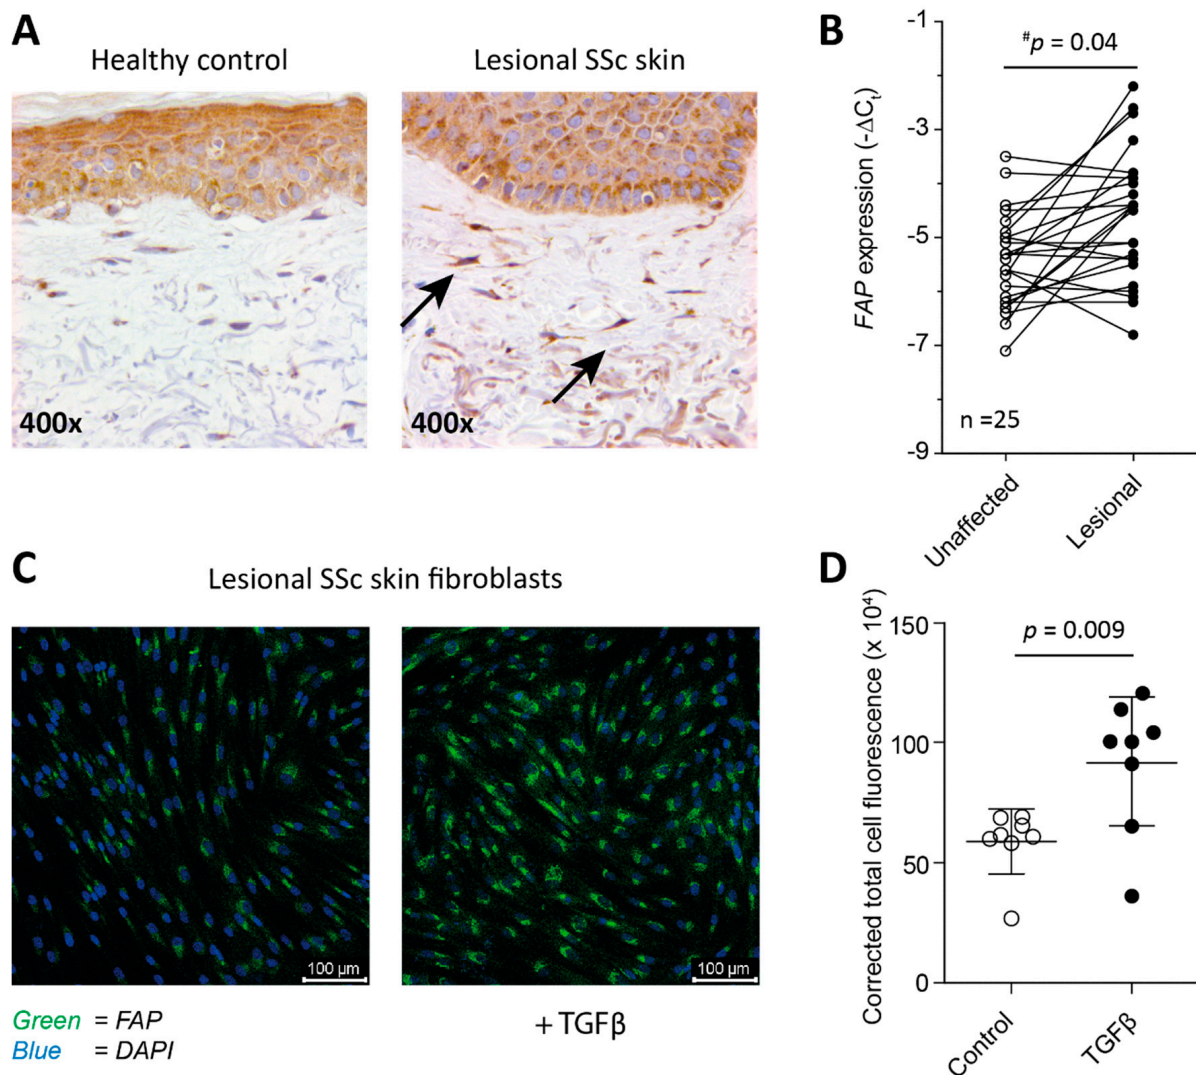 A
Healthy control
Lesional SSc skin
400x
400x
B
#p = 0.04
FAP expression (-ΔCt)
-1
-3
-5
-7
-9
n =25
Unaffected
Lesional
C
Lesional SSc skin fibroblasts
100 µm
100 µm
Green = FAP
Blue = DAPI
+ TGFβ
D
p = 0.009
Corrected total cell fluorescence (x 10⁴)
150
100
50
0
Control
TGFβ